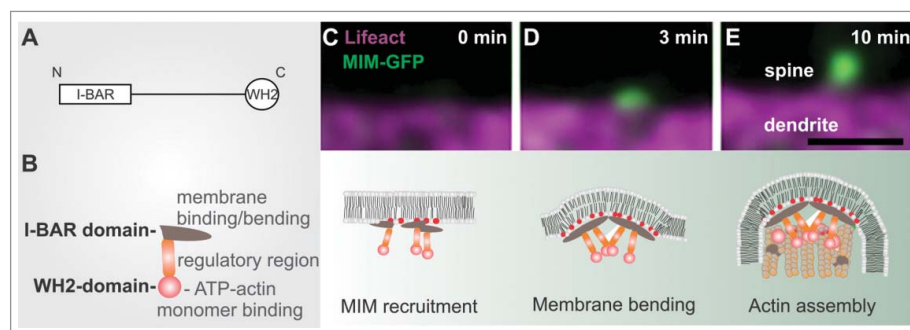 A
N
C
I-BAR
WH2
B
membrane
binding/bending
I-BAR domain-
regulatory region
WH2-domain-
- ATP-actin
monomer binding
C Lifeact 0 min
MIM-GFP
D 3 min
E 10 min
spine
dendrite
MIM recruitment
Membrane bending
Actin assembly